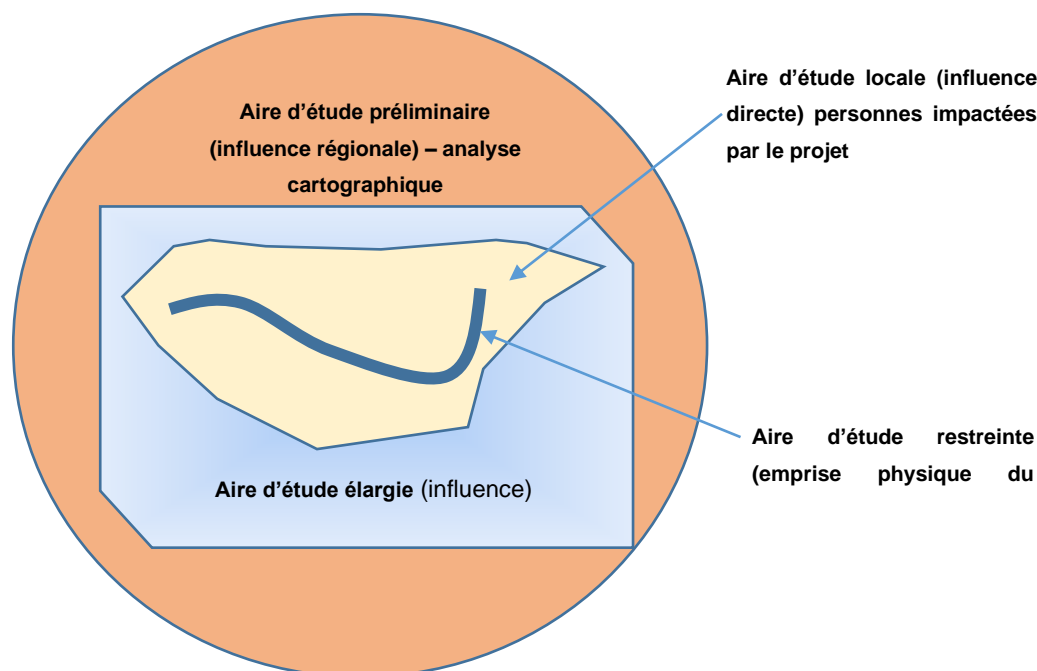 Aire d’étude préliminaire
(influence régionale) – analyse
cartographique
Aire d’étude locale (influence
directe) personnes impactées
par le projet
Aire d’étude élargie (influence)
Aire d’étude restreinte
(emprise physique du